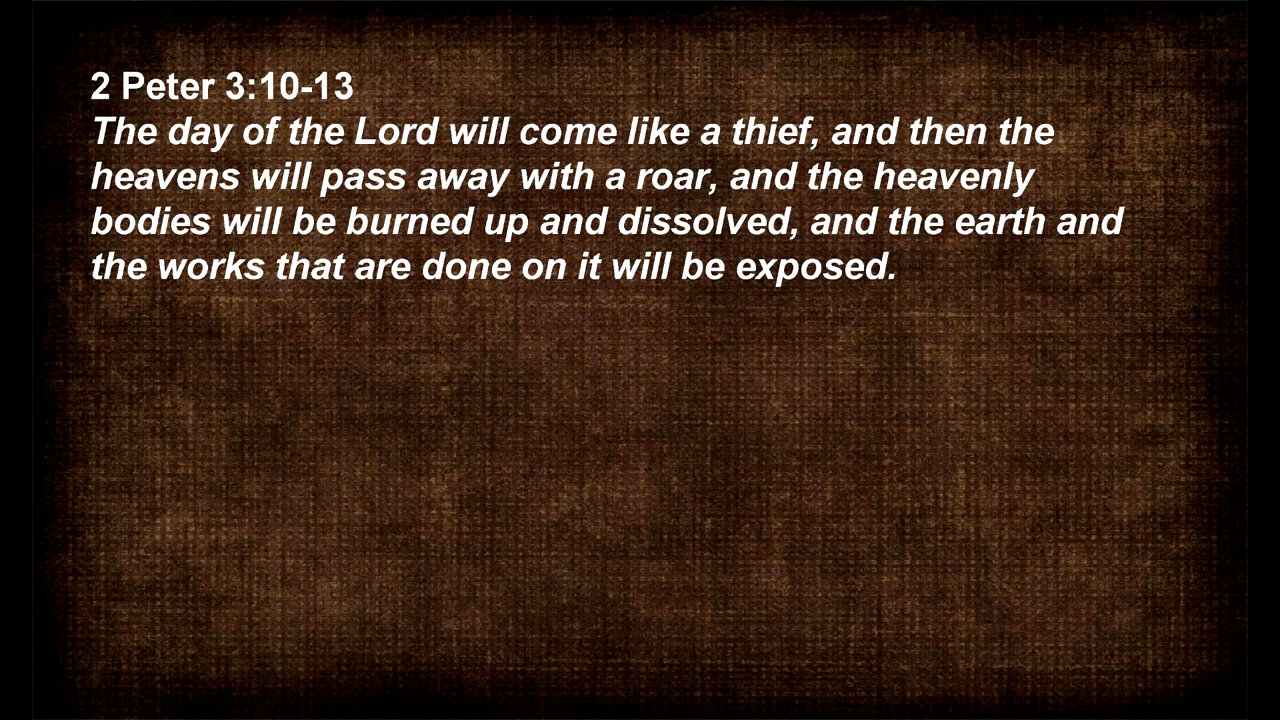 2 Peter 3:10-13
The day of the Lord will come like a thief, and then the
heavens will pass away with a roar, and the heavenly
bodies will be burned up and dissolved, and the earth and
the works that are done on it will be exposed.